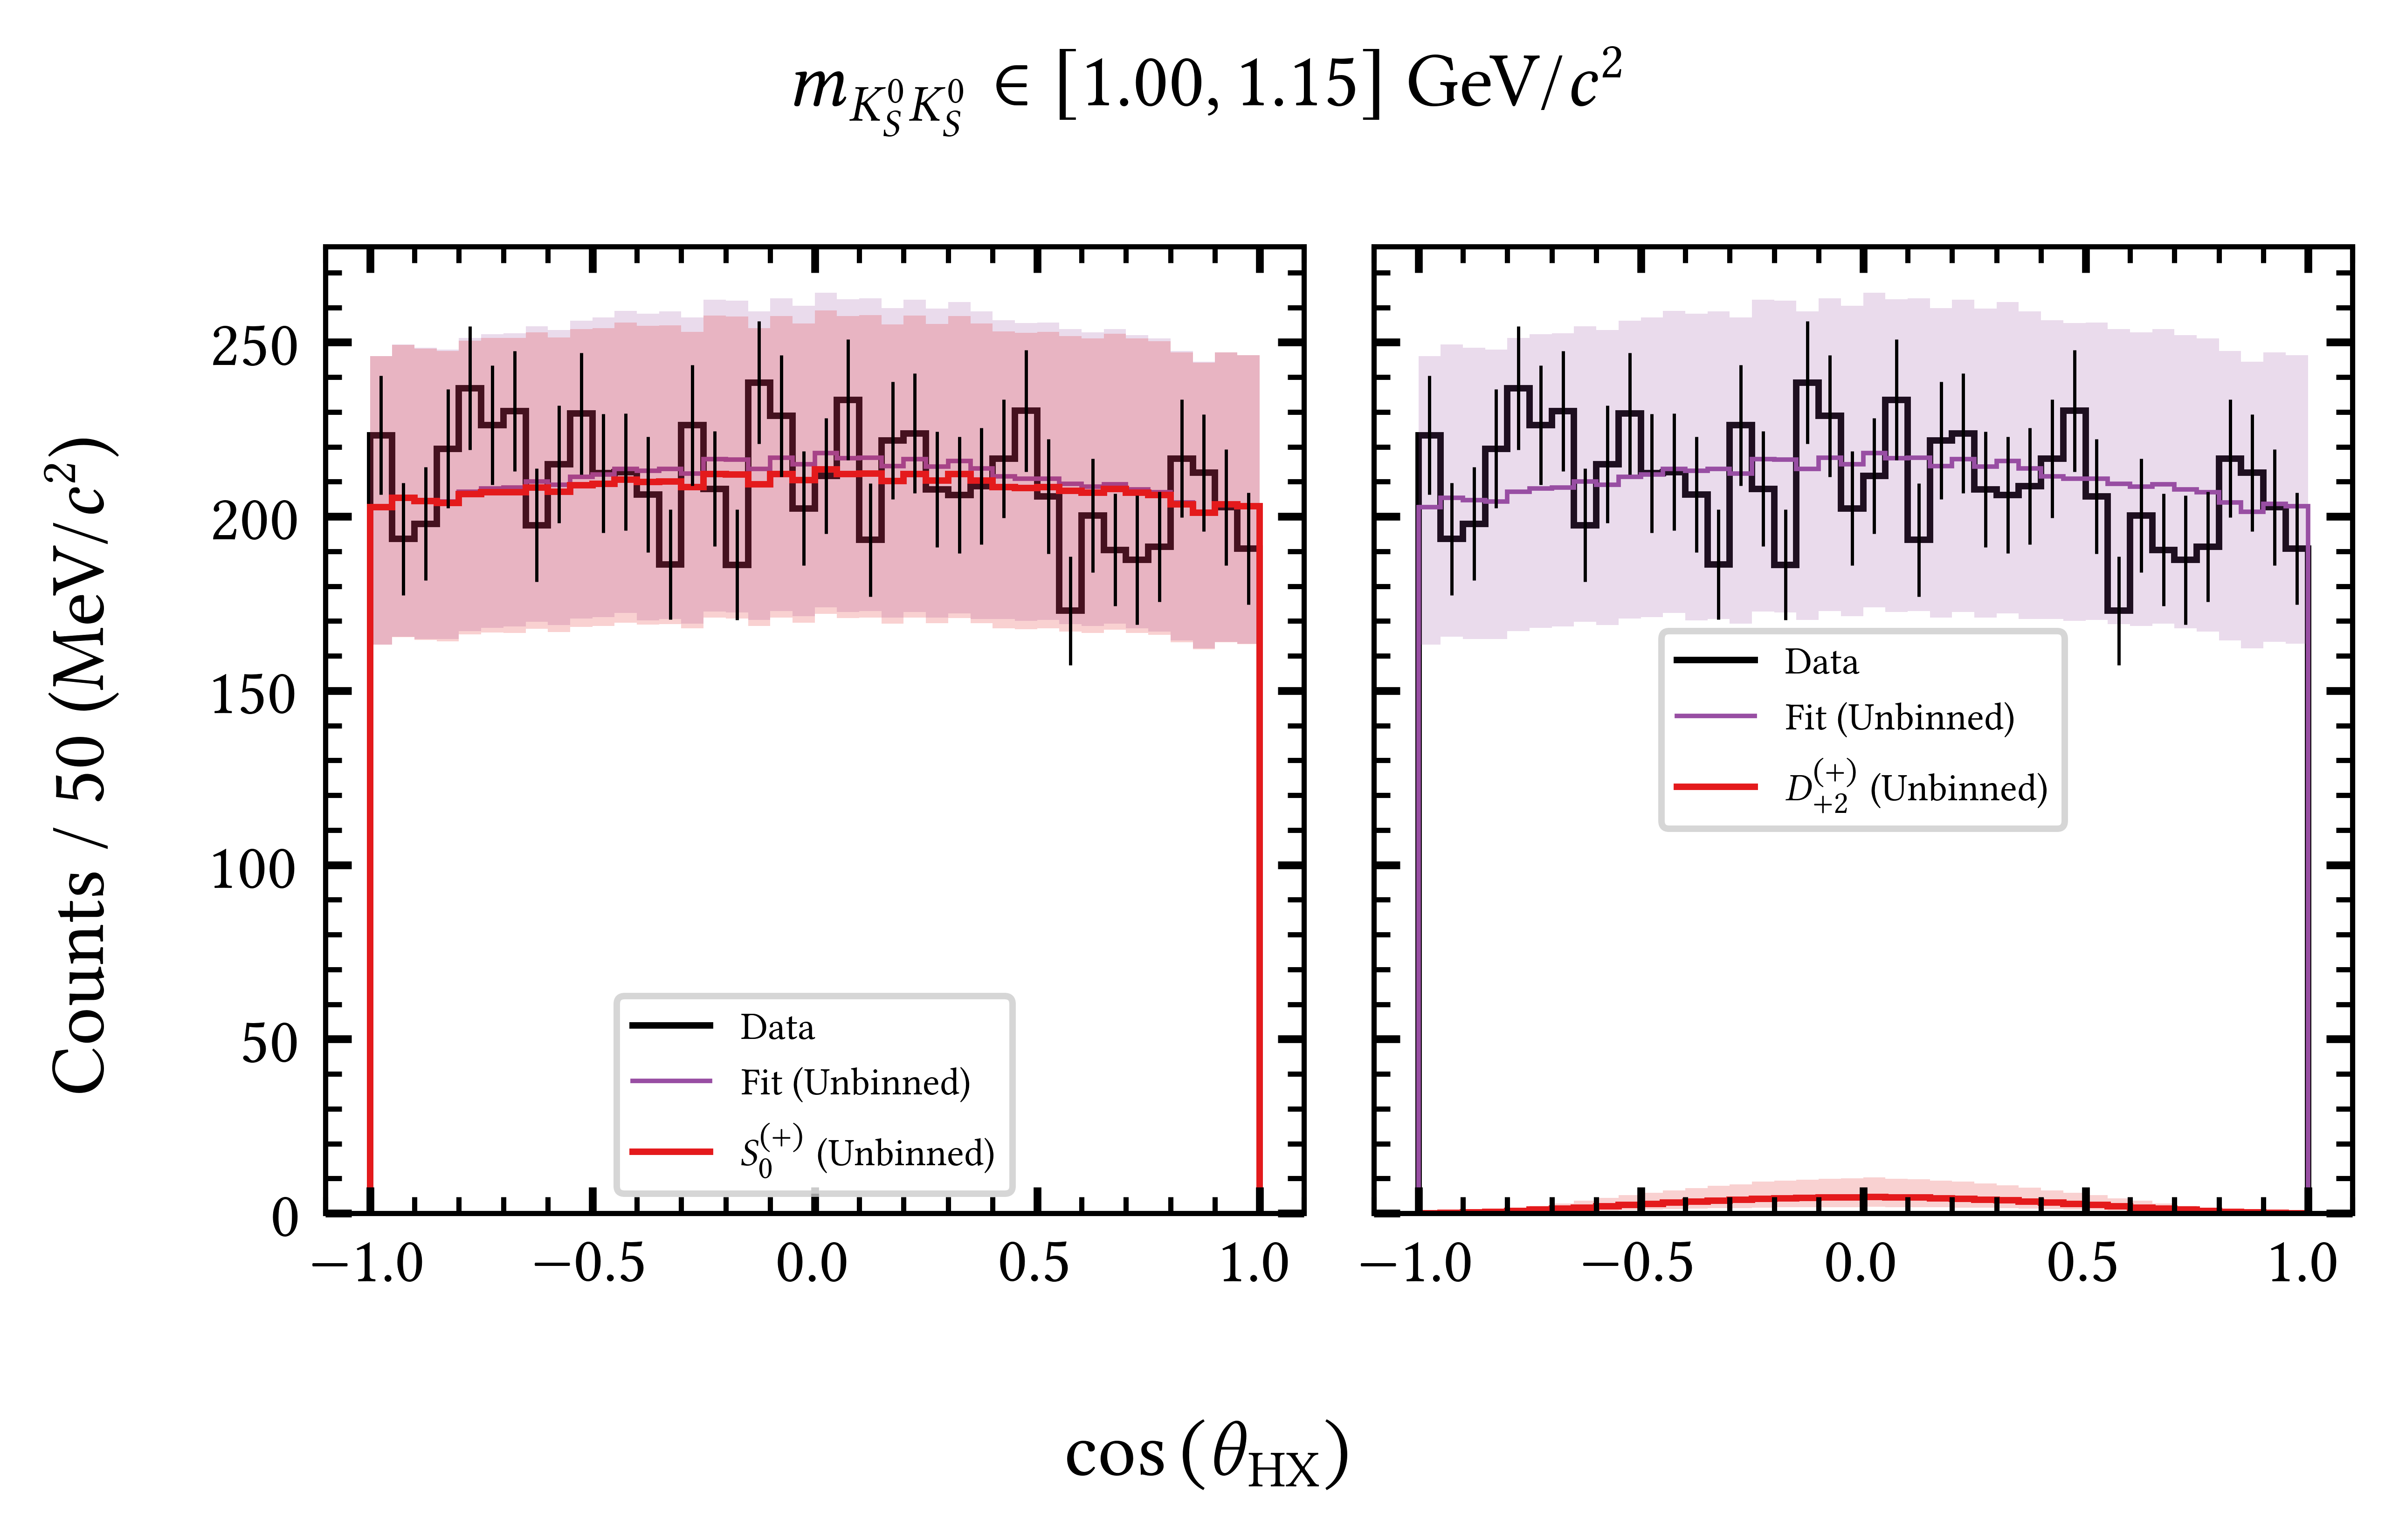 m_{K_S^0 K_S^0} ∈ [1.00, 1.15] GeV/c²
Counts / 50 (MeV/c²)
250
200
150
100
50
0
Data
Fit (Unbinned)
S_0^{(+)} (Unbinned)
−1.0 −0.5 0.0 0.5 1.0
Data
Fit (Unbinned)
D_{+2}^{(+)} (Unbinned)
−1.0 −0.5 0.0 0.5 1.0
cos (θ_{HX})